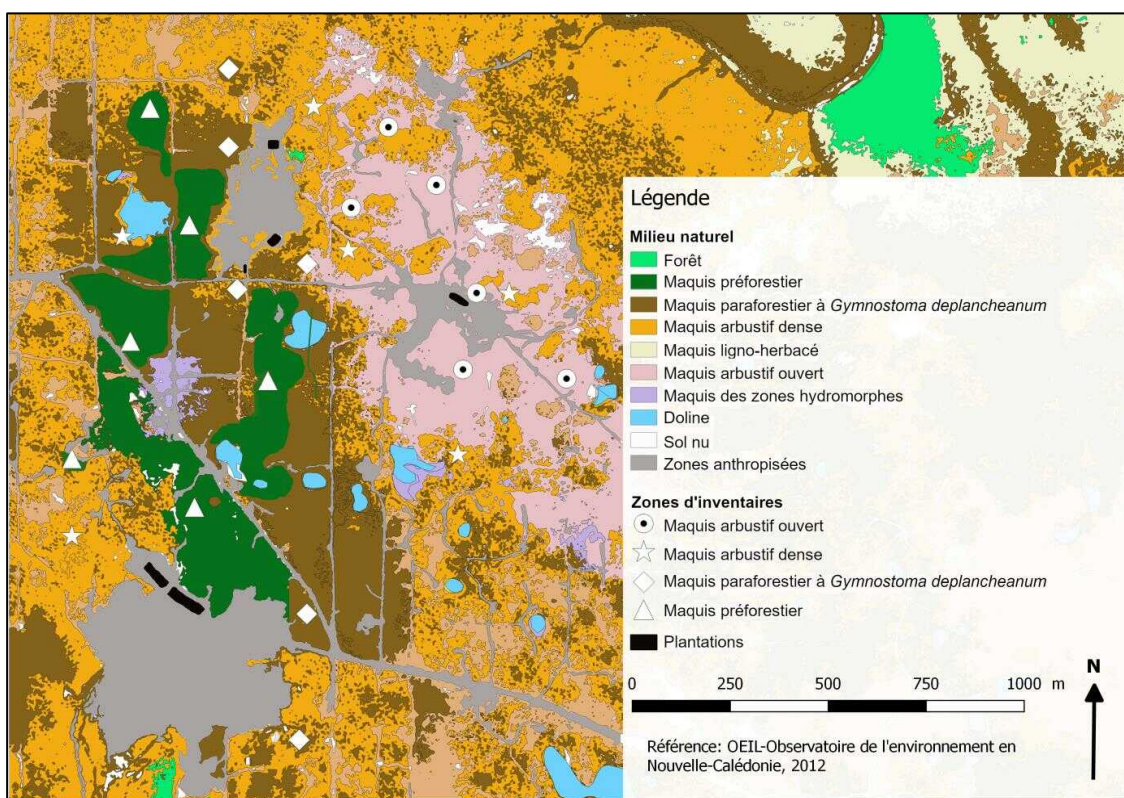 Légende
Milieu naturel
Forêt
Maquis préforestier
Maquis paraforestier à Gymnostoma deplancheanum
Maquis arbustif dense
Maquis ligno-herbacé
Maquis arbustif ouvert
Maquis des zones hydromorphes
Doline
Sol nu
Zones anthropisées
Zones d'inventaires
Maquis arbustif ouvert
Maquis arbustif dense
Maquis paraforestier à Gymnostoma deplancheanum
Maquis préforestier
Plantations
N
0 250 500 750 1000 m
Référence: OEIL-Observatoire de l'environnement en
Nouvelle-Calédonie, 2012